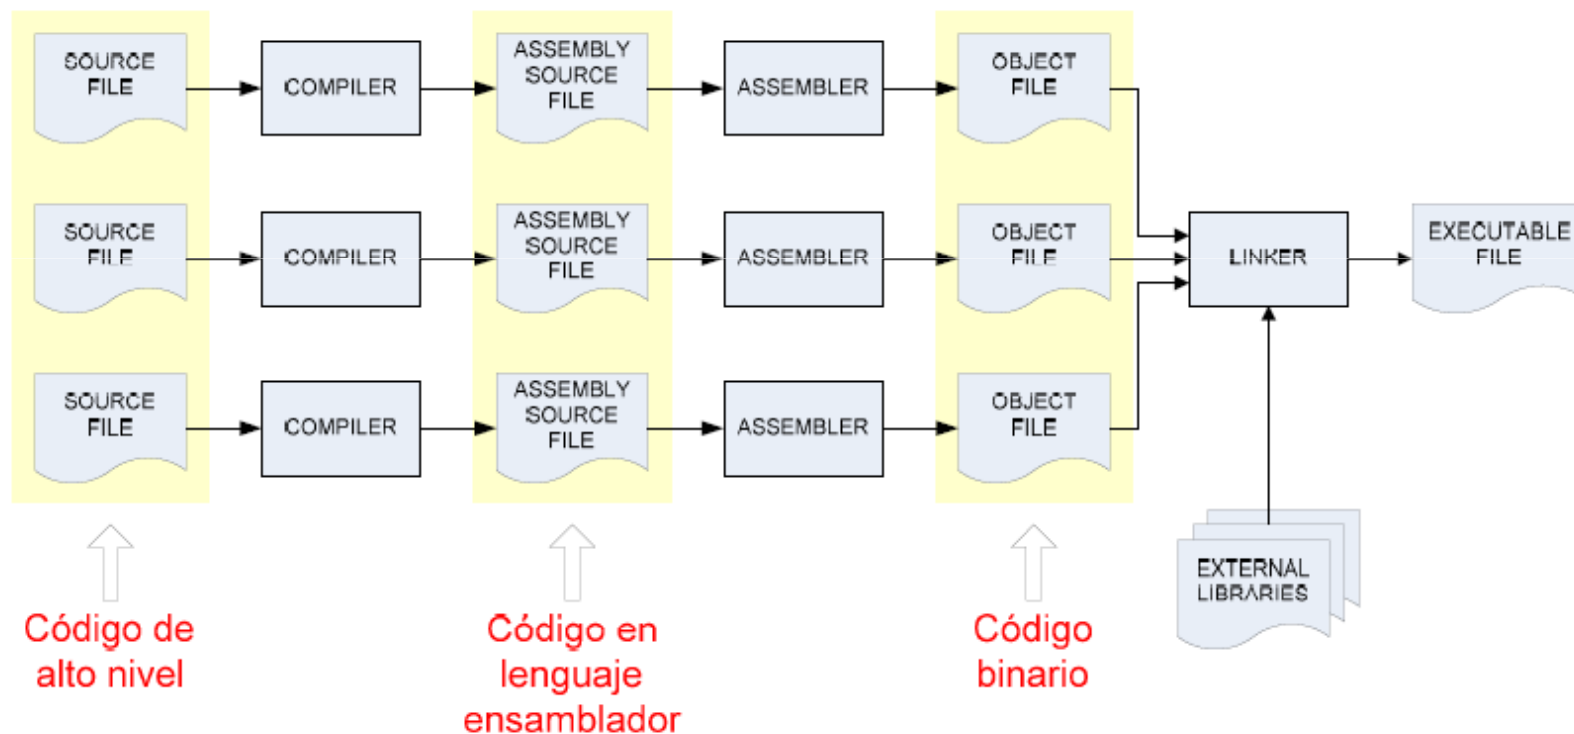 SOURCE
FILE
COMPILER
ASSEMBLY
SOURCE
FILE
ASSEMBLER
OBJECT
FILE
SOURCE
FILE
COMPILER
ASSEMBLY
SOURCE
FILE
ASSEMBLER
OBJECT
FILE
LINKER
EXECUTABLE
FILE
SOURCE
FILE
COMPILER
ASSEMBLY
SOURCE
FILE
ASSEMBLER
OBJECT
FILE
EXTERNAL
LIBRARIES
Código de
alto nivel
Código en
lenguaje
ensamblador
Código
binario